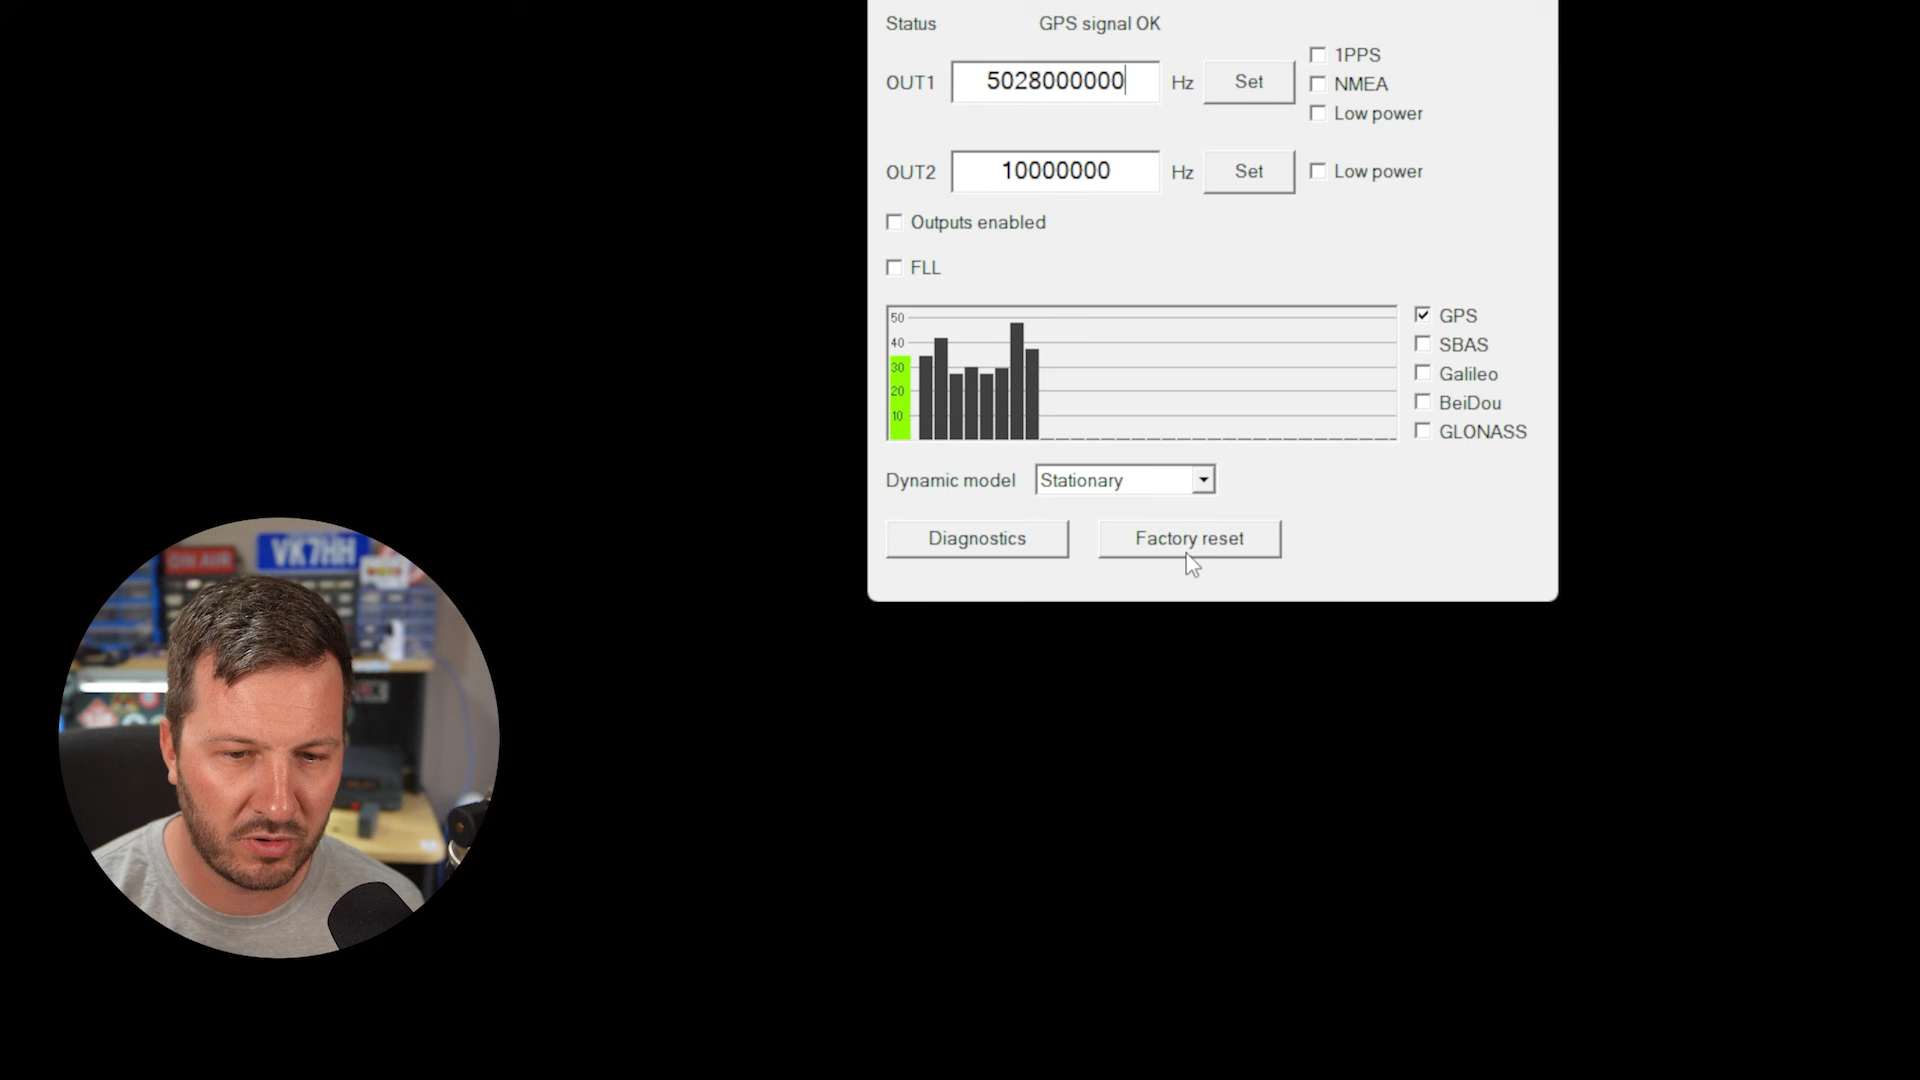 Status GPS signal OK
1PPS
OUT1 5028000000 Hz Set NMEA
Low power
OUT2 10000000 Hz Set Low power
Outputs enabled
FLL
50
40
30
20
10
GPS
SBAS
Galileo
BeiDou
GLONASS
Dynamic model Stationary
Diagnostics Factory reset
ON AIR
VK7HH